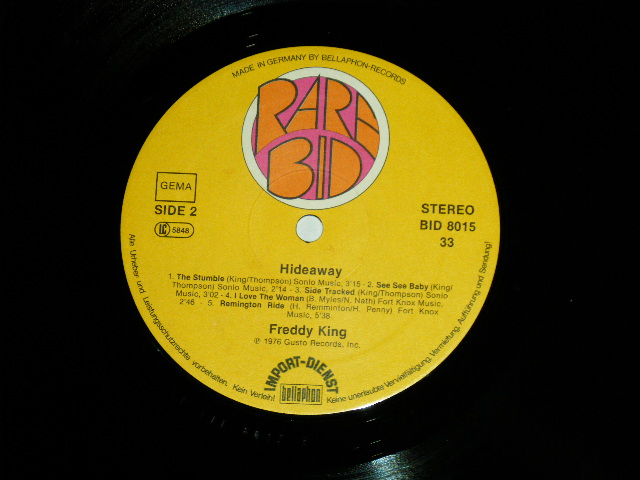 MADE IN GERMANY BY BELLAPHON-RECORDS
RARE
BID
GEMA
SIDE 2
LC 5848
STEREO
BID 8015
33
Hideaway
1. The Stumble (King/Thompson) Sonlo Music, 3'15 - 2. See See Baby (King/
Thompson) Sonlo Music, 2'14 - 3. Side Tracked (King/Thompson) Sonlo
Music, 3'02 - 4. I Love The Woman (B. Myles/N. Nath) Fort Knox Music,
2'46 - 5. Remington Ride (H. Remminton/H. Penny) Fort Knox
Music, 5'38.
Freddy King
℗ 1976 Gusto Records, Inc.
IMPORT-DIENST
bellaphon
Alle Urheber- und Leistungsschutzrechte vorbehalten. Kein Verleih! Keine unerlaubte Vervielfältigung, Vermietung, Aufführung und Sendung!